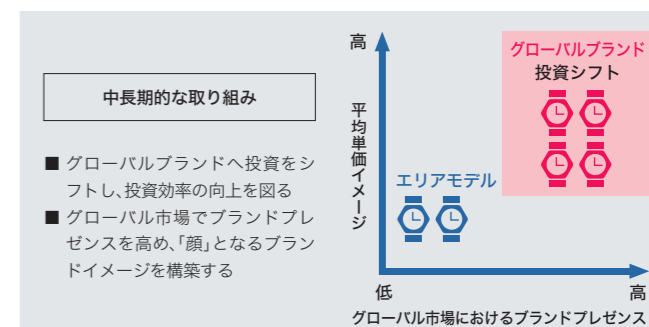 中長期的な取り組み
■ グローバルブランドへ投資をシ
フトし、投資効率の向上を図る
■ グローバル市場でブランドプレ
ゼンスを高め、「顔」となるブラン
ドイメージを構築する
高
平均単価イメージ
グローバルブランド
投資シフト
エリアモデル
低
高
グローバル市場におけるブランドプレゼンス